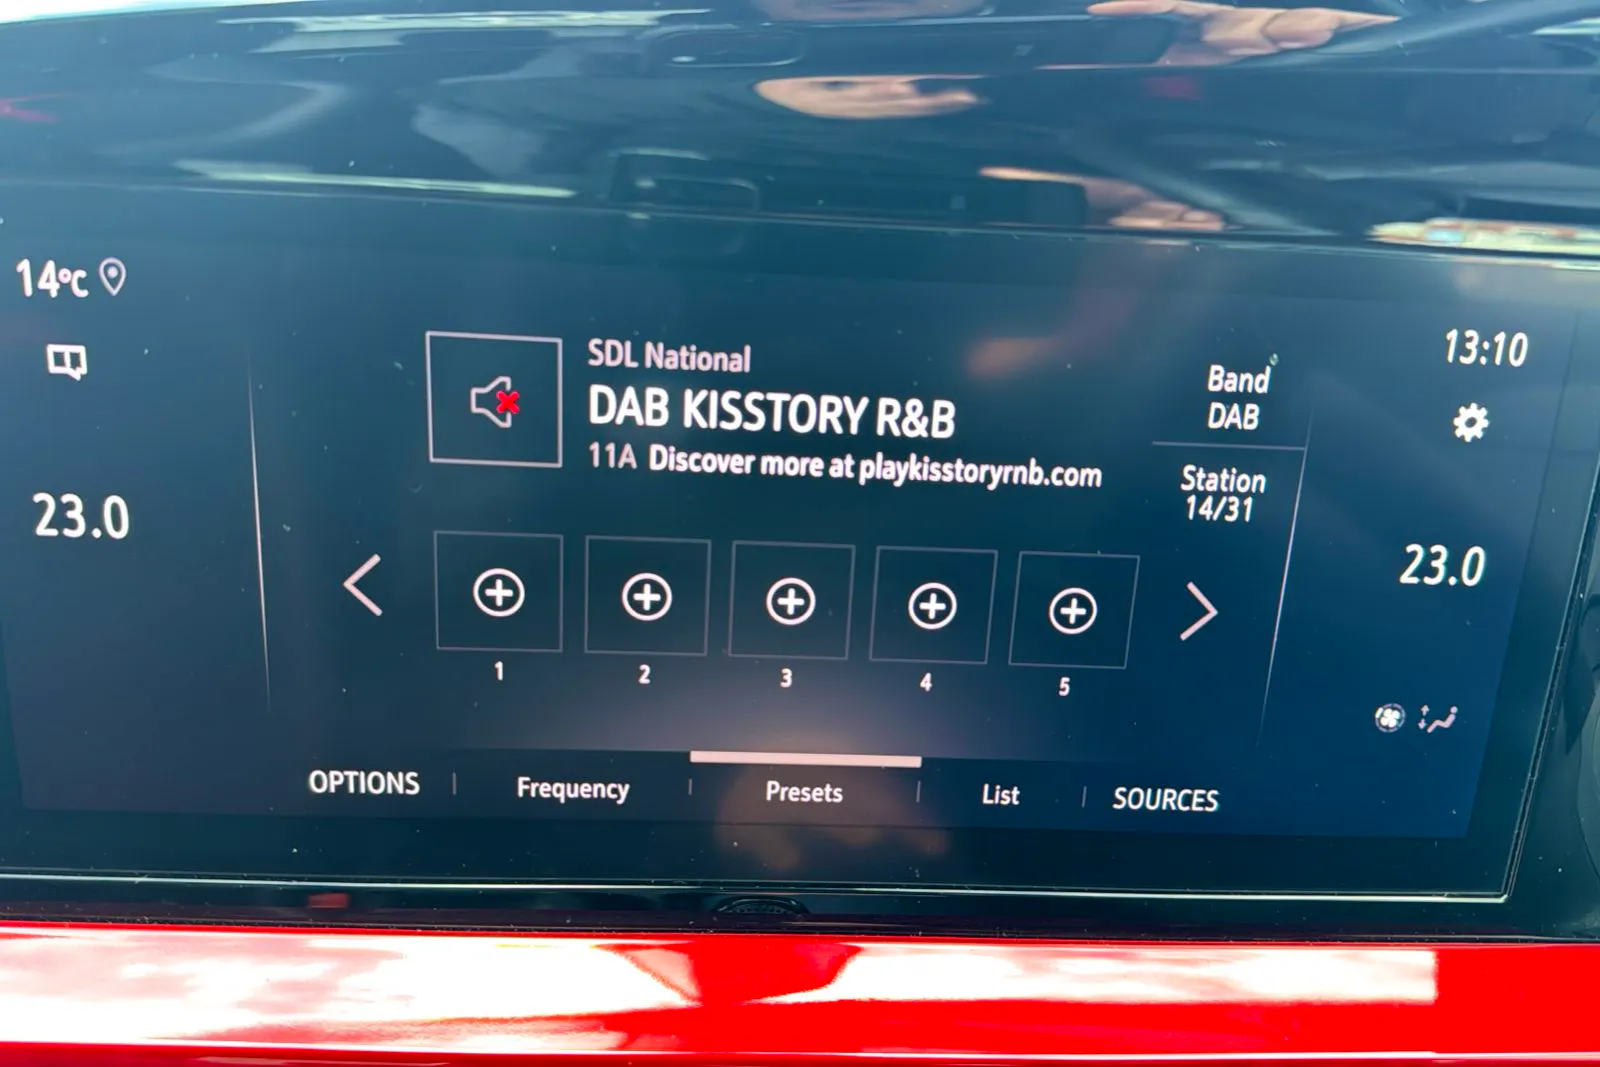 14°C
23.0
SDL National
DAB KISSTORY R&B
11A Discover more at playkisstoryrnb.com
Band
DAB
Station
14/31
13:10
23.0
1 2 3 4 5
OPTIONS Frequency Presets List SOURCES